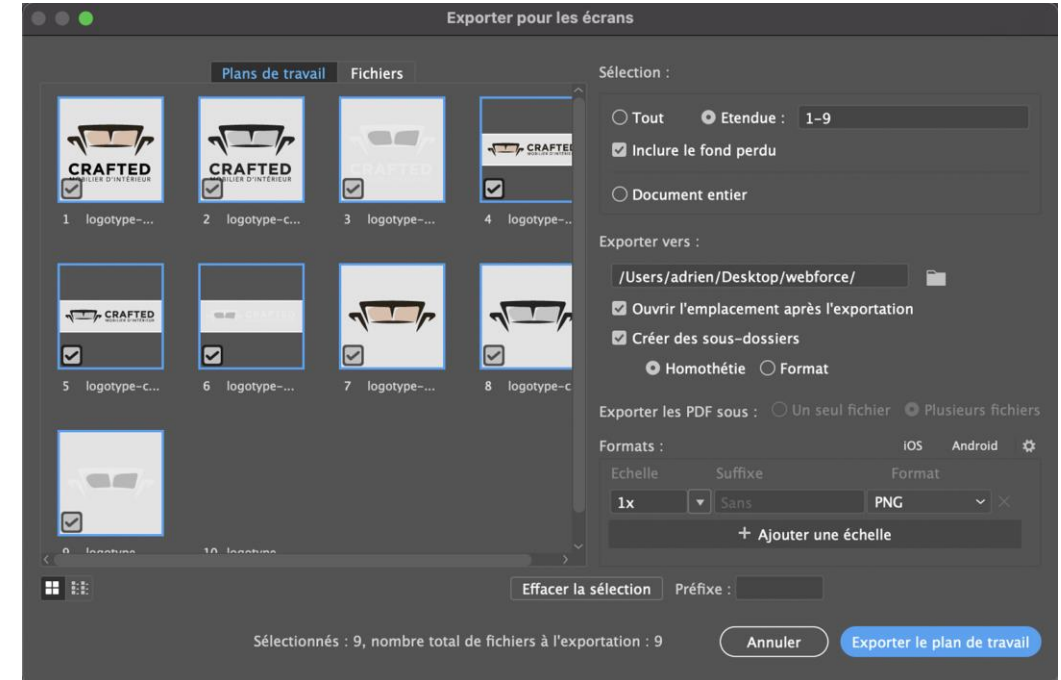 Exporter pour les écrans
Plans de travail
Fichiers
CRAFTED
MOBILIER D'INTÉRIEUR
CRAFTED
MOBILIER D'INTÉRIEUR
CRAFTE
1 logotype-...
2 logotype-c...
3 logotype-...
4 logotype-..
CRAFTED
5 logotype-c...
6 logotype-...
7 logotype-...
8 logotype-c
9 logotype
10 logotype
Effacer la sélection
Préfixe :
Sélection :
Tout
Etendue :
1-9
Inclure le fond perdu
Document entier
Exporter vers :
/Users/adrien/Desktop/webforce/
Ouvrir l'emplacement après l'exportation
Créer des sous-dossiers
Homothétie
Format
Exporter les PDF sous :
Un seul fichier
Plusieurs fichiers
Formats :
iOS
Android
Echelle
Suffixe
Format
1x
Sans
PNG
+ Ajouter une échelle
Sélectionnés : 9, nombre total de fichiers à l'exportation : 9
Annuler
Exporter le plan de travail